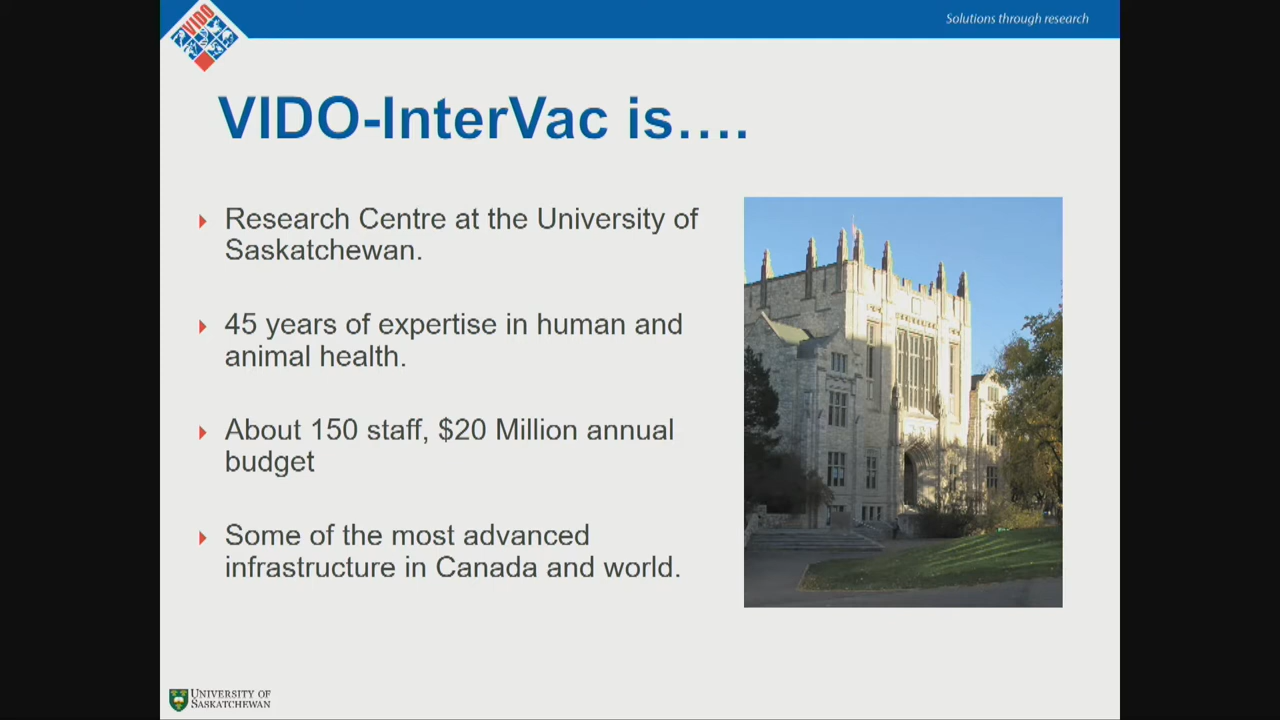 VIDO
Solutions through research
VIDO-InterVac is....
Research Centre at the University of
Saskatchewan.
45 years of expertise in human and
animal health.
About 150 staff, $20 Million annual
budget
Some of the most advanced
infrastructure in Canada and world.
UNIVERSITY OF
SASKATCHEWAN